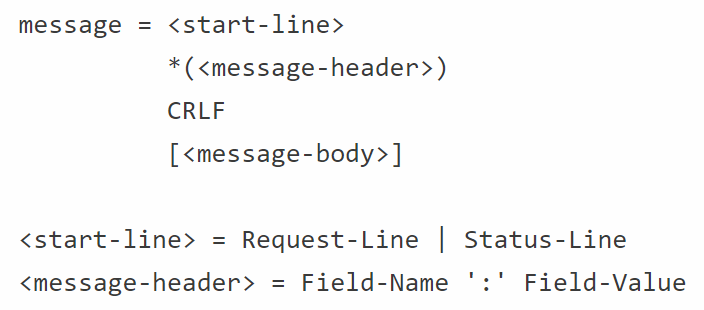 message = <start-line>
*(<message-header>)
CRLF
[<message-body>]
<start-line> = Request-Line | Status-Line
<message-header> = Field-Name ':' Field-Value